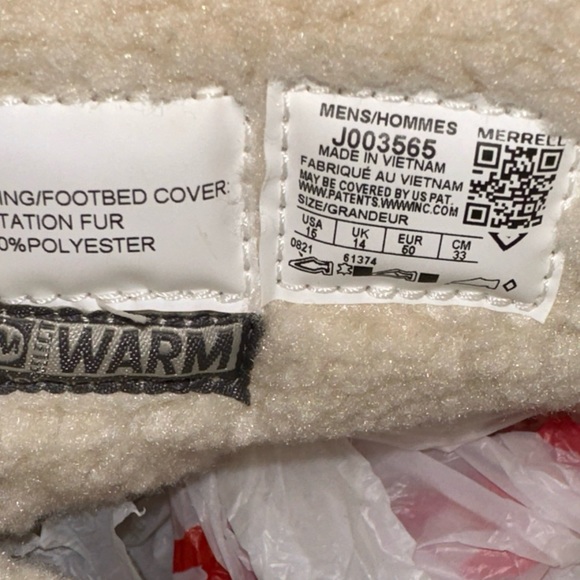 ING/FOOTBED COVER:
TATION FUR
0%POLYESTER
WARM
MENS/HOMMES
MERRELL
J003565
MADE IN VIETNAM
FABRIQUÉ AU VIETNAM
MAY BE COVERED BY US PAT.
WWW.PATENTS.WWWINC.COM
SIZE/GRANDEUR
USA UK EUR CM
15 14 50 33
0821 61374